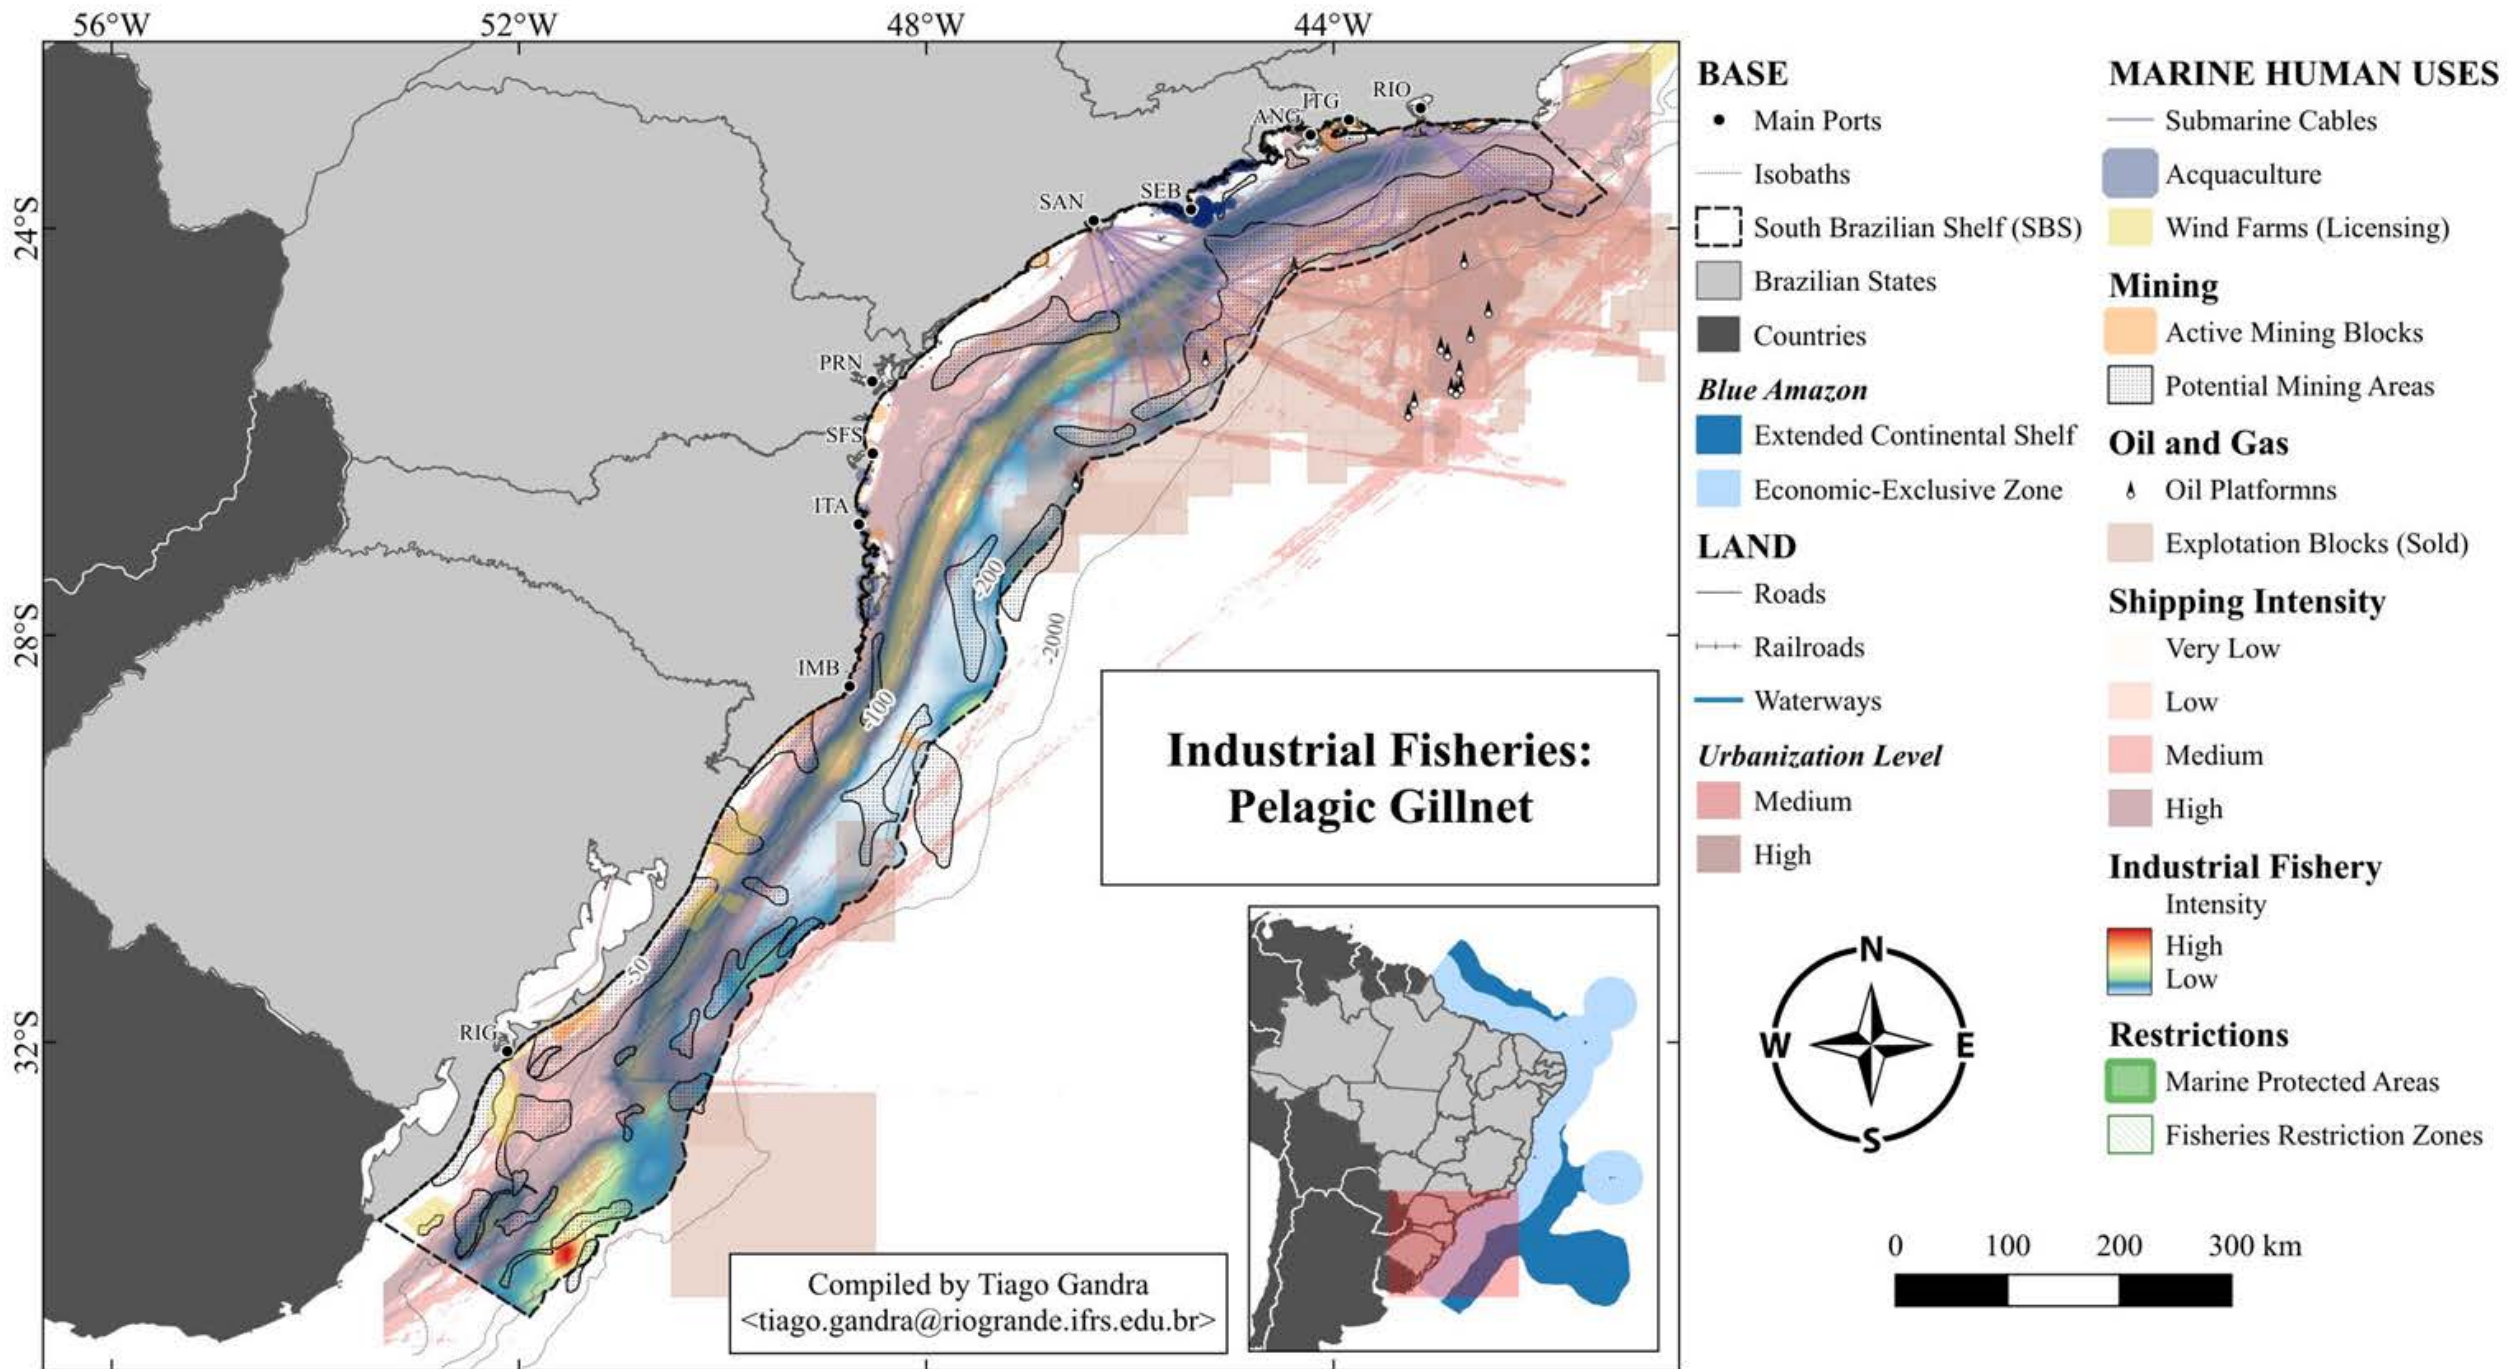 56°W
52°W
48°W
44°W
24°S
28°S
32°S
RIO
ITG
ANG
SEB
SAN
PRN
SFS
ITA
IMB
RIG
-200
-2000
-100
-50
Industrial Fisheries:
Pelagic Gillnet
Compiled by Tiago Gandra
<tiago.gandra@riogrande.ifrs.edu.br>
BASE
Main Ports
Isobaths
South Brazilian Shelf (SBS)
Brazilian States
Countries
Blue Amazon
Extended Continental Shelf
Economic-Exclusive Zone
LAND
Roads
Railroads
Waterways
Urbanization Level
Medium
High
MARINE HUMAN USES
Submarine Cables
Acquaculture
Wind Farms (Licensing)
Mining
Active Mining Blocks
Potential Mining Areas
Oil and Gas
Oil Platformns
Explotation Blocks (Sold)
Shipping Intensity
Very Low
Low
Medium
High
Industrial Fishery
Intensity
High
Low
Restrictions
Marine Protected Areas
Fisheries Restriction Zones
N
W
E
S
0 100 200 300 km